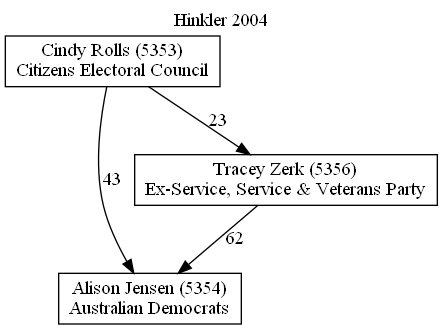 Hinkler 2004
Cindy Rolls (5353)
Citizens Electoral Council
23
Tracey Zerk (5356)
Ex-Service, Service & Veterans Party
43
62
Alison Jensen (5354)
Australian Democrats